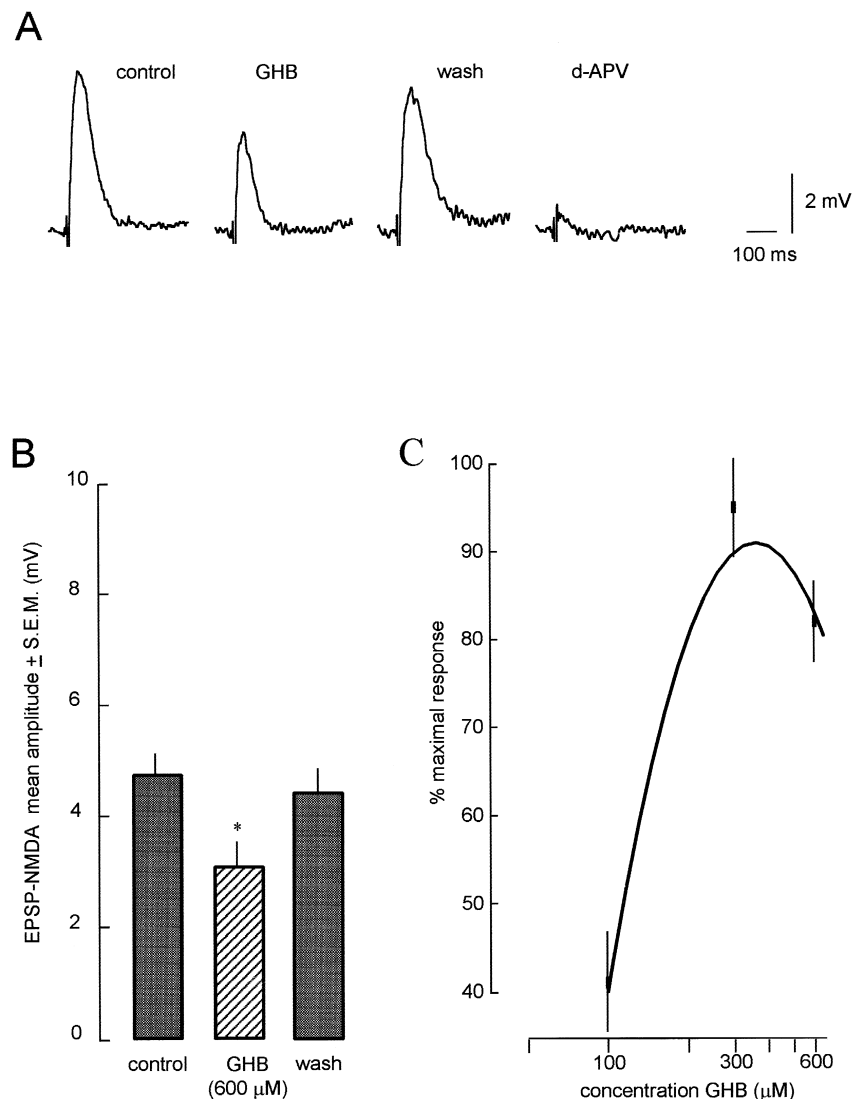 A
control GHB wash d-APV
2 mV
100 ms
B
EPSP-NMDA mean amplitude ± S.E.M. (mV)
10
8
6
4
2
0
control GHB wash
(600 μM)
*
C
% maximal response
100
90
80
70
60
50
40
100 300 600
concentration GHB (μM)